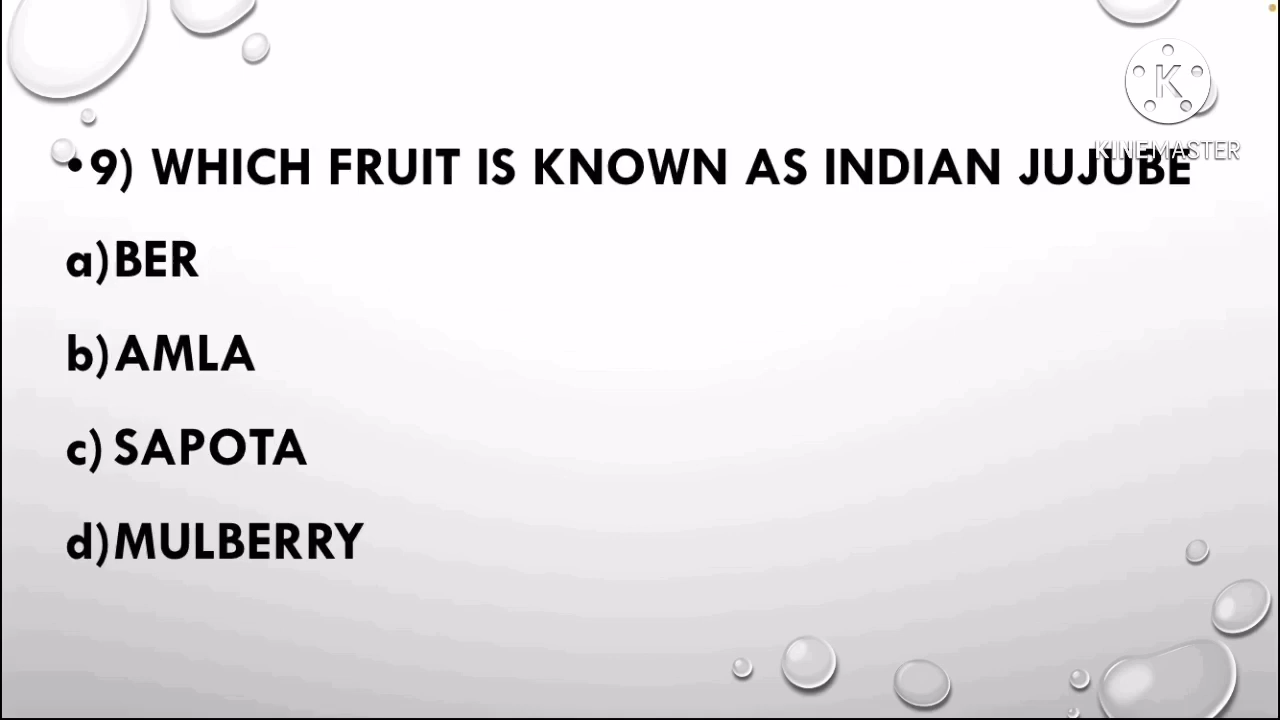 K
KINEMASTER
•9) WHICH FRUIT IS KNOWN AS INDIAN JUJUBE
a)BER
b)AMLA
c) SAPOTA
d)MULBERRY